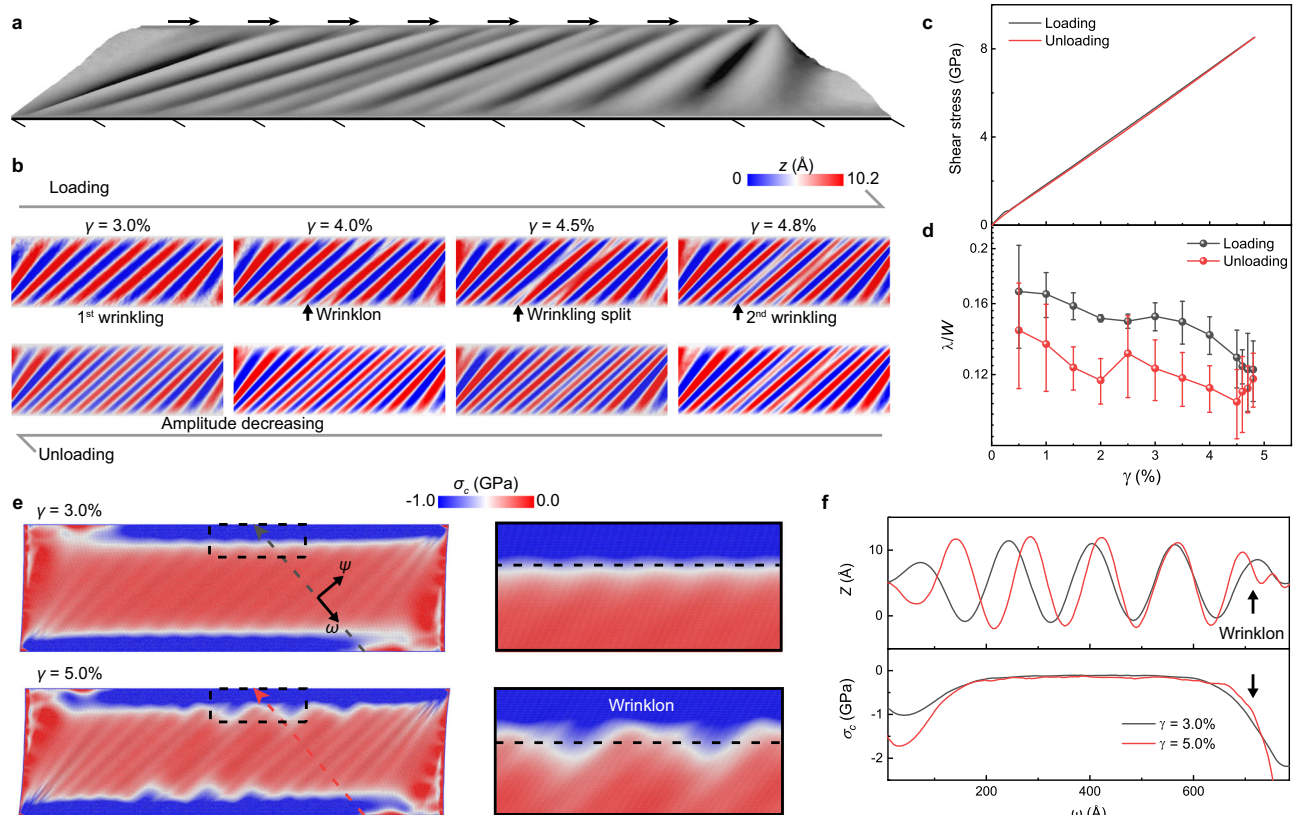 a
b
Loading
z (Å)
0
10.2
γ = 3.0%
γ = 4.0%
γ = 4.5%
γ = 4.8%
1st wrinkling
Wrinklon
Wrinkling split
2nd wrinkling
Amplitude decreasing
Unloading
c
Loading
Unloading
Shear stress (GPa)
8
4
0
d
Loading
Unloading
λ/W
0.2
0.16
0.12
0 1 2 3 4 5
γ (%)
e
σc (GPa)
-1.0
0.0
γ = 3.0%
ψ
ω
γ = 5.0%
Wrinklon
f
Z (Å)
10
0
Wrinklon
σc (GPa)
0
-1
-2
γ = 3.0%
γ = 5.0%
200 400 600
ω (Å)